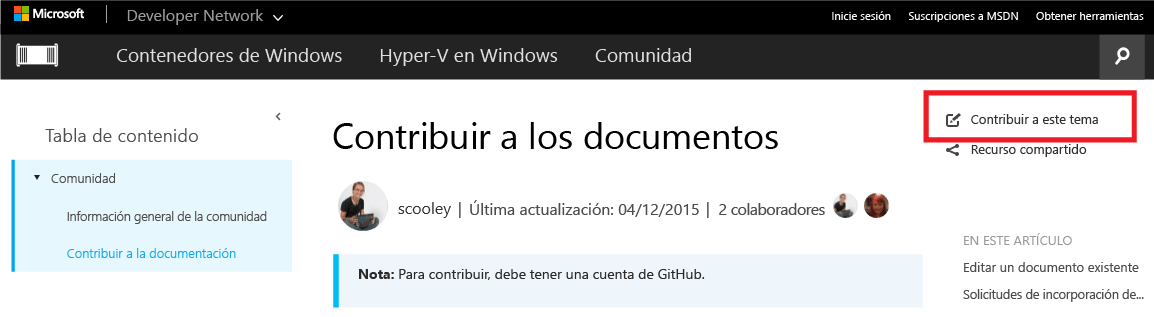 Microsoft Developer Network Inicie sesión Suscripciones a MSDN Obtener herramientas
Contenedores de Windows Hyper-V en Windows Comunidad
Tabla de contenido
Comunidad
Información general de la comunidad
Contribuir a la documentación
Contribuir a los documentos
scooley | Última actualización: 04/12/2015 | 2 colaboradores
Nota: Para contribuir, debe tener una cuenta de GitHub.
Contribuir a este tema
Recurso compartido
EN ESTE ARTÍCULO
Editar un documento existente
Solicitudes de incorporación de...